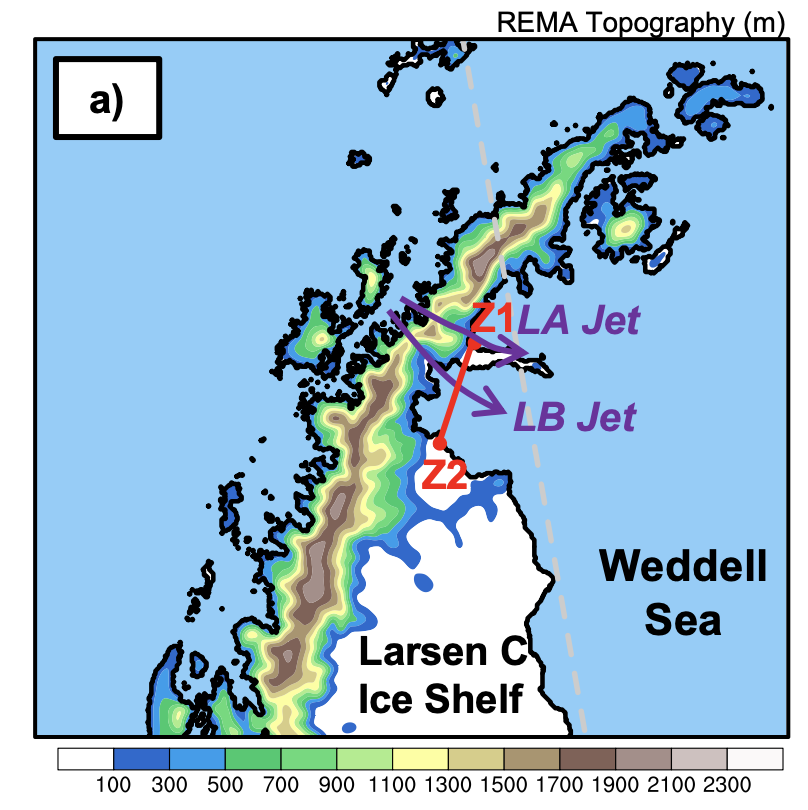 REMA Topography (m)
a)
Z1
LA Jet
LB Jet
Z2
Weddell
Sea
Larsen C
Ice Shelf
100 300 500 700 900 1100 1300 1500 1700 1900 2100 2300